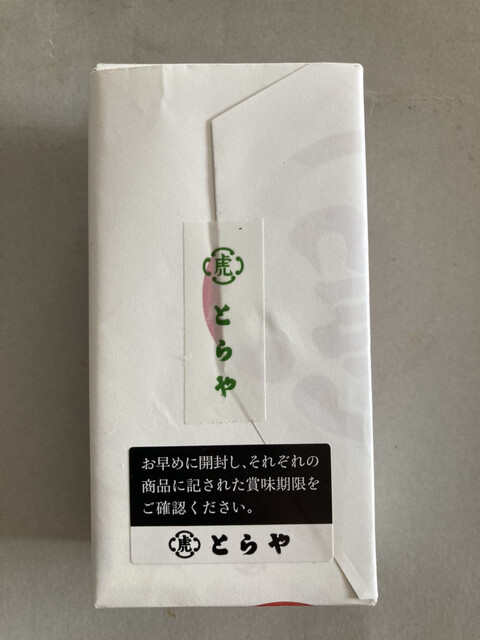 虎
とらや
お早めに開封し、それぞれの
商品に記された賞味期限を
ご確認ください。
虎 とらや